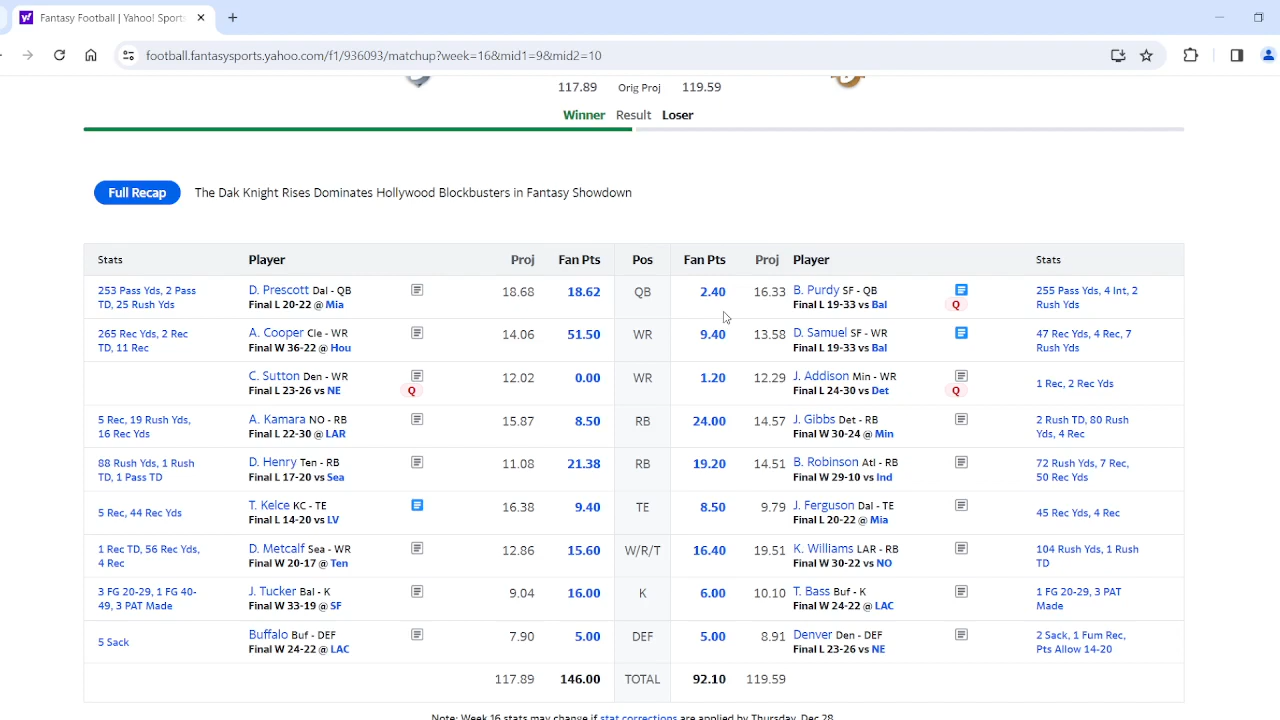 Fantasy Football | Yahoo! Sports
football.fantasysports.yahoo.com/f1/936093/matchup?week=16&mid1=9&mid2=10
117.89 Orig Proj 119.59
Winner Result Loser
Full Recap The Dak Knight Rises Dominates Hollywood Blockbusters in Fantasy Showdown
Stats Player Proj Fan Pts Pos Fan Pts Proj Player Stats
253 Pass Yds, 2 Pass D. Prescott Dal - QB 18.68 18.62 QB 2.40 16.33 B. Purdy SF - QB 255 Pass Yds, 4 Int, 2
TD, 25 Rush Yds Final L 20-22 @ Mia Final L 19-33 vs Bal Q Rush Yds
265 Rec Yds, 2 Rec A. Cooper Cle - WR 14.06 51.50 WR 9.40 13.58 D. Samuel SF - WR 47 Rec Yds, 4 Rec, 7
TD, 11 Rec Final W 36-22 @ Hou Final L 19-33 vs Bal Rush Yds
C. Sutton Den - WR 12.02 0.00 WR 1.20 12.29 J. Addison Min - WR 1 Rec, 2 Rec Yds
Final L 23-26 vs NE Q Final L 24-30 vs Det Q
5 Rec, 19 Rush Yds, A. Kamara NO - RB 15.87 8.50 RB 24.00 14.57 J. Gibbs Det - RB 2 Rush TD, 80 Rush
16 Rec Yds Final L 22-30 @ LAR Final W 30-24 @ Min Yds, 4 Rec
88 Rush Yds, 1 Rush D. Henry Ten - RB 11.08 21.38 RB 19.20 14.51 B. Robinson Atl - RB 72 Rush Yds, 7 Rec,
TD, 1 Pass TD Final L 17-20 vs Sea Final W 29-10 vs Ind 50 Rec Yds
5 Rec, 44 Rec Yds T. Kelce KC - TE 16.38 9.40 TE 8.50 9.79 J. Ferguson Dal - TE 45 Rec Yds, 4 Rec
Final L 14-20 vs LV Final L 20-22 @ Mia
1 Rec TD, 56 Rec Yds, D. Metcalf Sea - WR 12.86 15.60 W/R/T 16.40 19.51 K. Williams LAR - RB 104 Rush Yds, 1 Rush
4 Rec Final W 20-17 @ Ten Final W 30-22 vs NO TD
3 FG 20-29, 1 FG 40- J. Tucker Bal - K 9.04 16.00 K 6.00 10.10 T. Bass Buf - K 1 FG 20-29, 3 PAT
49, 3 PAT Made Final W 33-19 @ SF Final W 24-22 @ LAC Made
5 Sack Buffalo Buf - DEF 7.90 5.00 DEF 5.00 8.91 Denver Den - DEF 2 Sack, 1 Fum Rec,
Final W 24-22 @ LAC Final L 23-26 vs NE Pts Allow 14-20
117.89 146.00 TOTAL 92.10 119.59
Note: Week 16 stats may change if stat corrections are applied by Thursday, Dec 28.